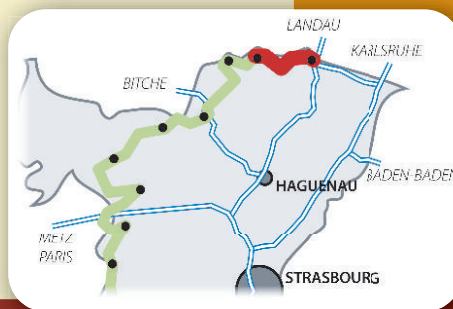 LANDAU
KARLSRUHE
BITCHE
HAGUENAU
BADEN-BADEN
METZ
PARIS
STRASBOURG